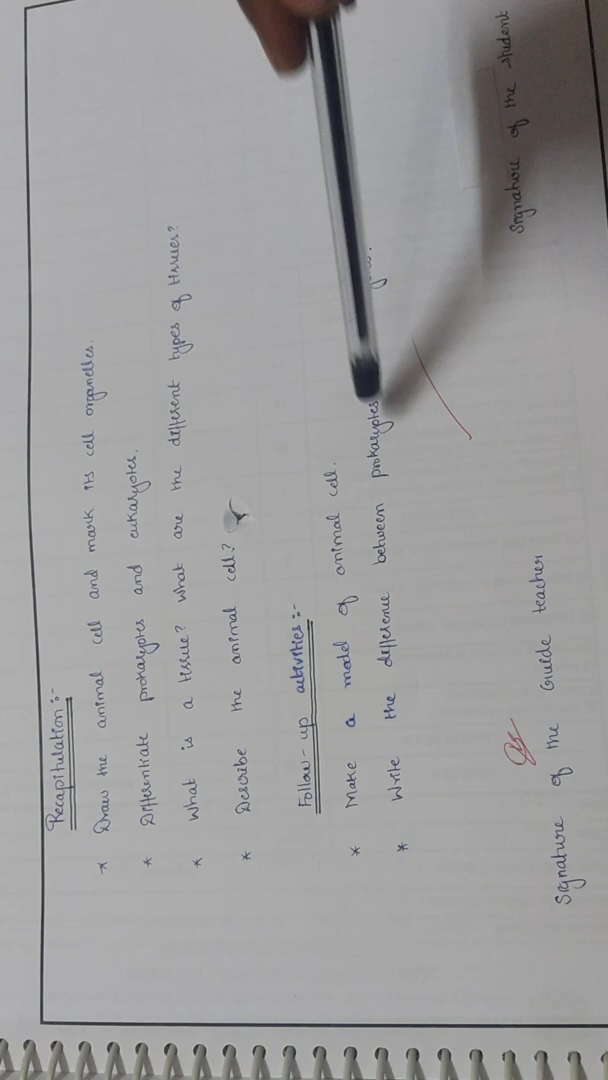 Recapitulation:-
* Draw the animal cell and mark its cell organelles.
* Differentiate prokaryotes and eukaryotes.
* What is a tissue? What are the different types of tissues?
* Describe the animal cell?
Follow-up activities:-
* Make a model of animal cell.
* Write the difference between prokaryotes
Signature of the Guide teacher
Signature of the student